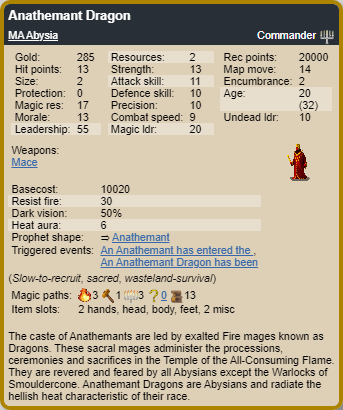 Anathemant Dragon
MA Abysia Commander
Gold: 285 Resources: 2 Rec points: 20000
Hit points: 13 Strength: 13 Map move: 14
Size: 2 Attack skill: 11 Encumbrance: 2
Protection: 0 Defence skill: 10 Age: 20
Magic res: 17 Precision: 10 (32)
Morale: 13 Combat speed: 9 Undead ldr: 10
Leadership: 55 Magic ldr: 20
Weapons:
Mace
Basecost: 10020
Resist fire: 30
Dark vision: 50%
Heat aura: 6
Prophet shape: ⇒ Anathemant
Triggered events: An Anathemant has entered the ,
An Anathemant Dragon has been
(Slow-to-recruit, sacred, wasteland-survival)
Magic paths: 3 1 3 ? 0 13
Item slots: 2 hands, head, body, feet, 2 misc
The caste of Anathemants are led by exalted Fire mages known as
Dragons. These sacral mages administer the processions,
ceremonies and sacrifices in the Temple of the All-Consuming Flame.
They are revered and feared by all Abysians except the Warlocks of
Smouldercone. Anathemant Dragons are Abysians and radiate the
hellish heat characteristic of their race.